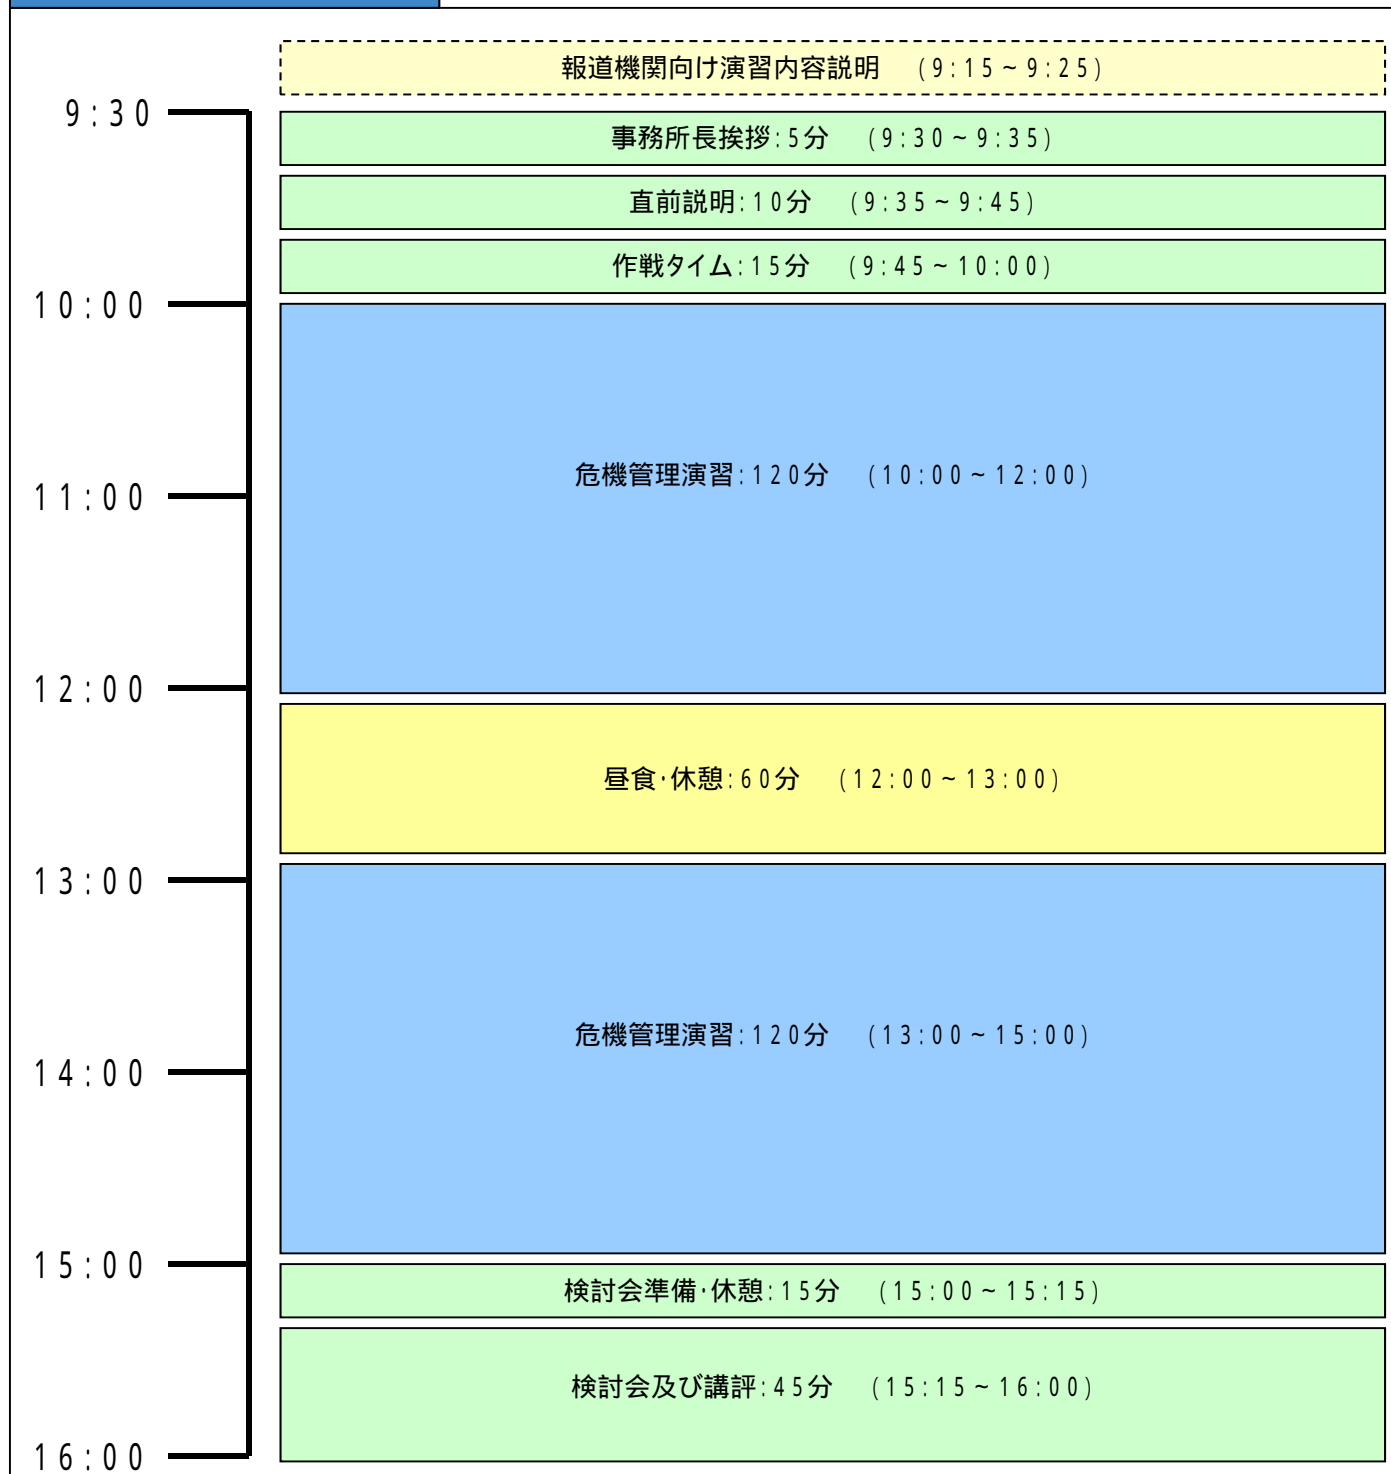 報道機関向け演習内容説明 (9:15~9:25)
9:30
事務所長挨拶:5分 (9:30~9:35)
直前説明:10分 (9:35~9:45)
作戦タイム:15分 (9:45~10:00)
10:00
危機管理演習:120分 (10:00~12:00)
11:00
12:00
昼食・休憩:60分 (12:00~13:00)
13:00
危機管理演習:120分 (13:00~15:00)
14:00
15:00
検討会準備・休憩:15分 (15:00~15:15)
検討会及び講評:45分 (15:15~16:00)
16:00